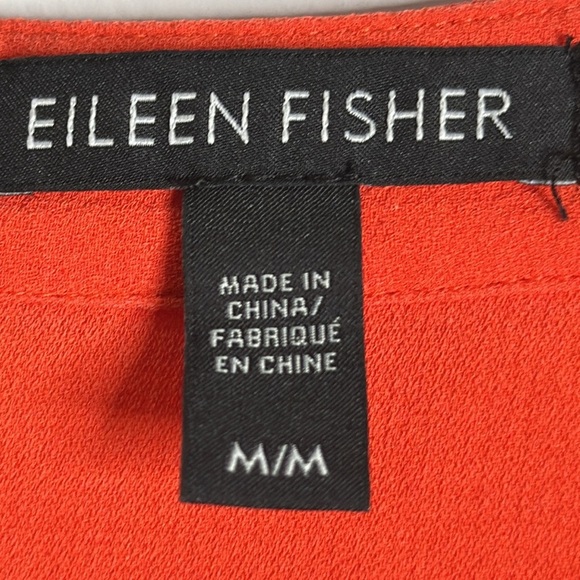 EILEEN FISHER
MADE IN
CHINA/
FABRIQUÉ
EN CHINE
M/M